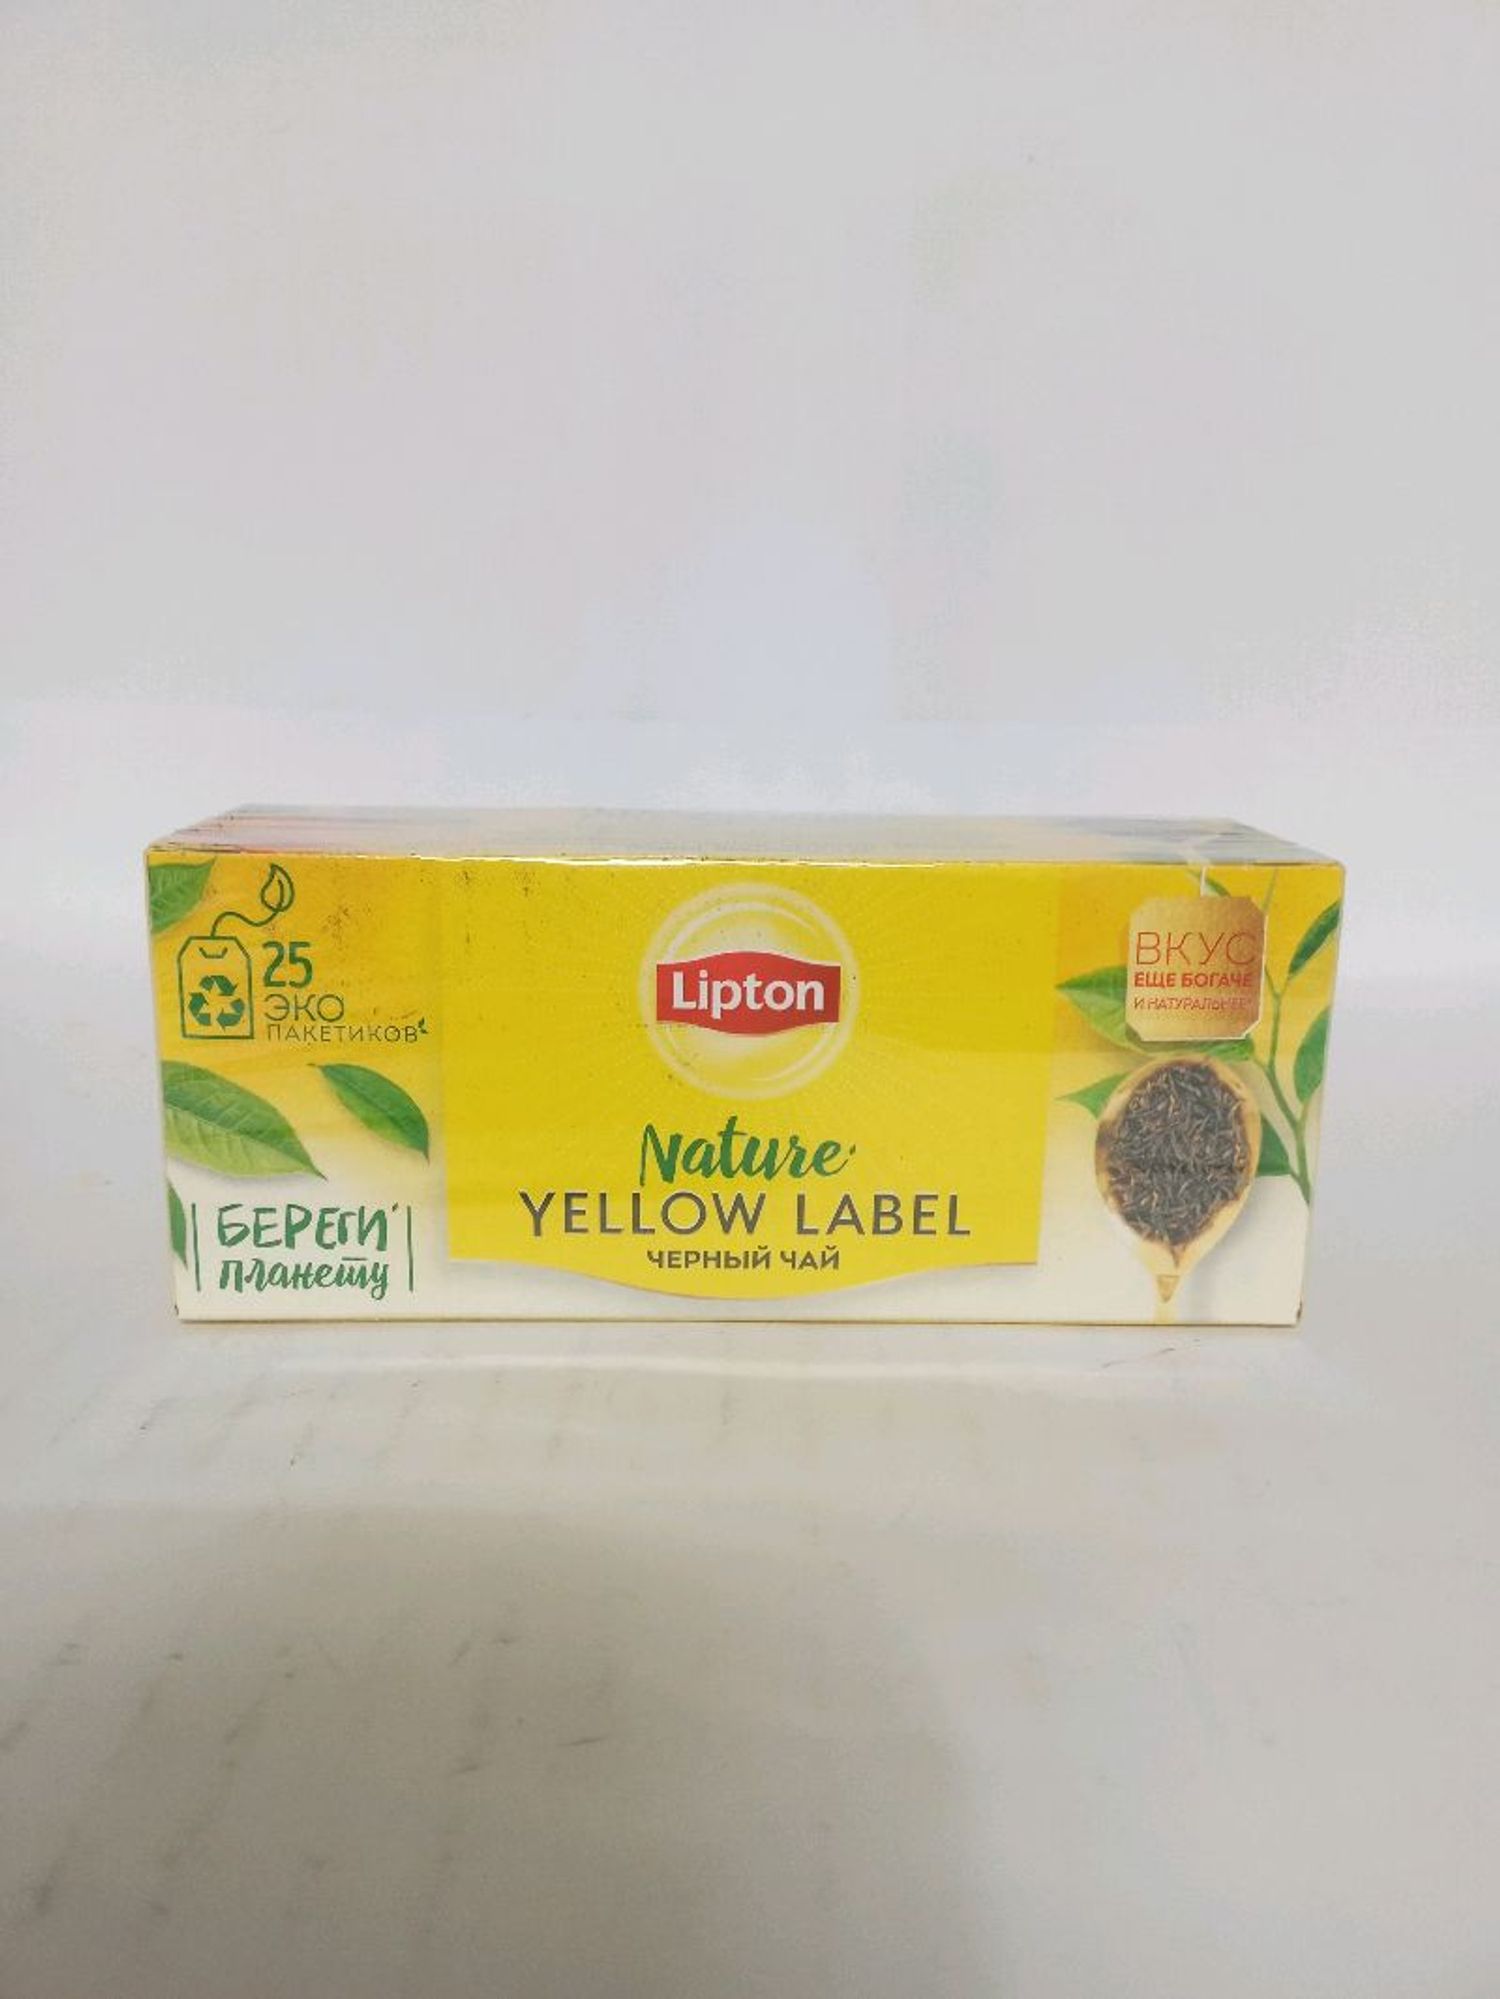 25
ЭКО
ПАКЕТИКОВ
БЕРЕГИ
планету
Lipton
Nature
YELLOW LABEL
ЧЕРНЫЙ ЧАЙ
ВКУС
ЕЩЕ БОГАЧЕ
И НАТУРАЛЬНЕЕ*